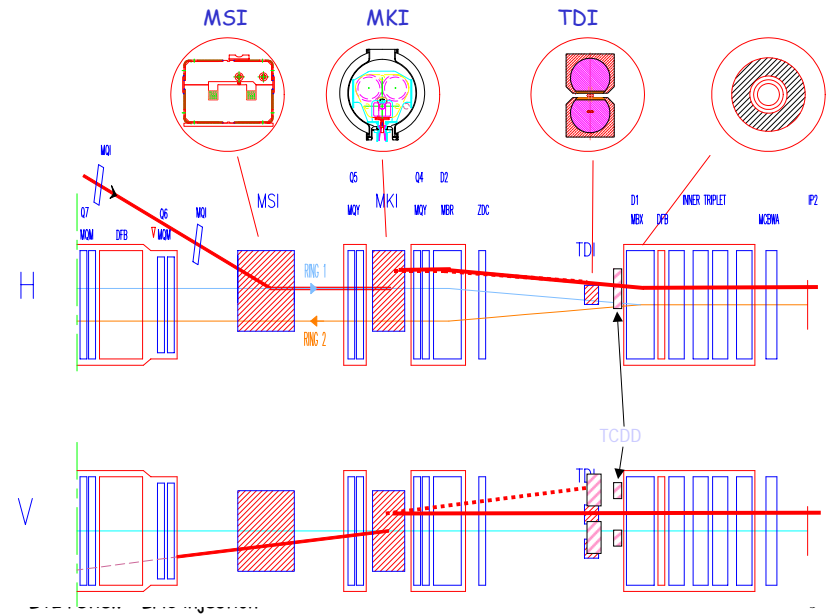 MSI MKI TDI
MQI
Q5 Q4 D2 D1 INNER TRIPLET IP2
MSI MKI
Q7 Q6 MQI MQY MQY MBR ZDC MBX DFB MCBWA
MQM DFB MQM
TDI
H
RING 1
RING 2
TCDD
TDI
V